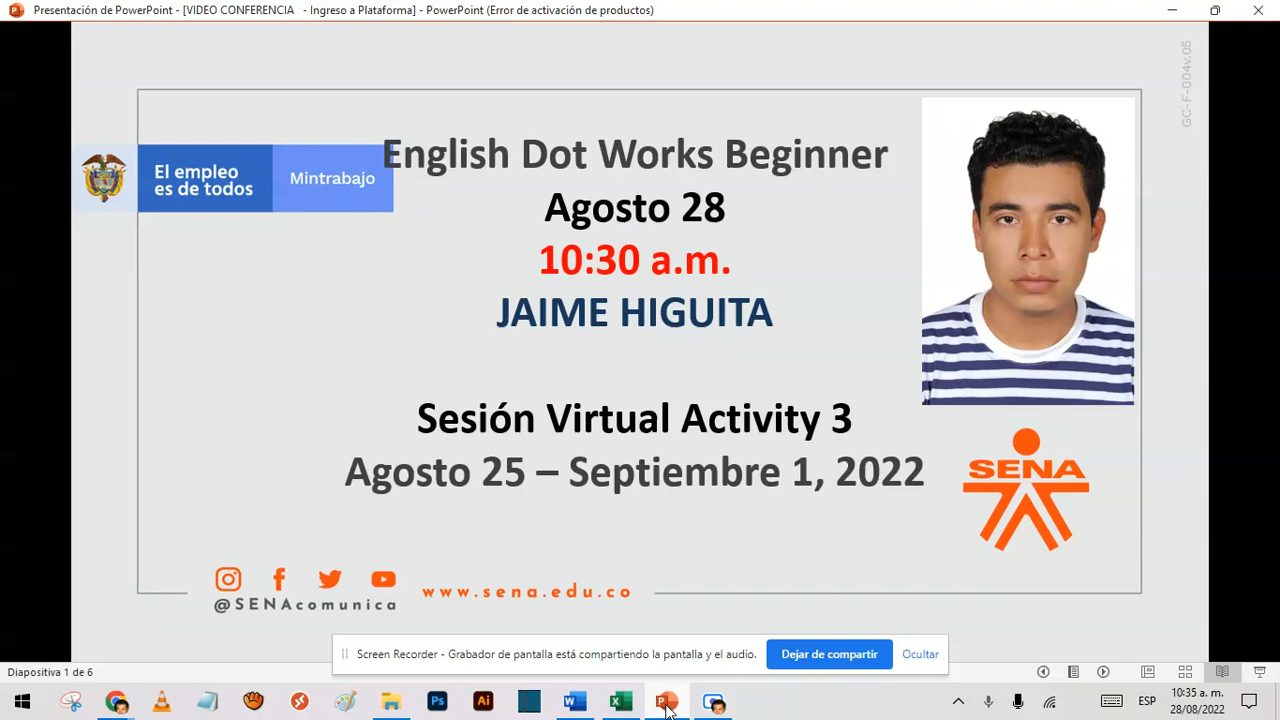 Presentación de PowerPoint - [VIDEO CONFERENCIA - Ingreso a Plataforma] - PowerPoint (Error de activación de productos)
GC-F-004v.05
El empleo
es de todos
Mintrabajo
English Dot Works Beginner
Agosto 28
10:30 a.m.
JAIME HIGUITA
Sesión Virtual Activity 3
Agosto 25 – Septiembre 1, 2022
SENA
@SENAcomunica
www.sena.edu.co
Screen Recorder - Grabador de pantalla está compartiendo la pantalla y el audio.
Dejar de compartir
Ocultar
Diapositiva 1 de 6
Ps
Ai
ESP
10:35 a. m.
28/08/2022